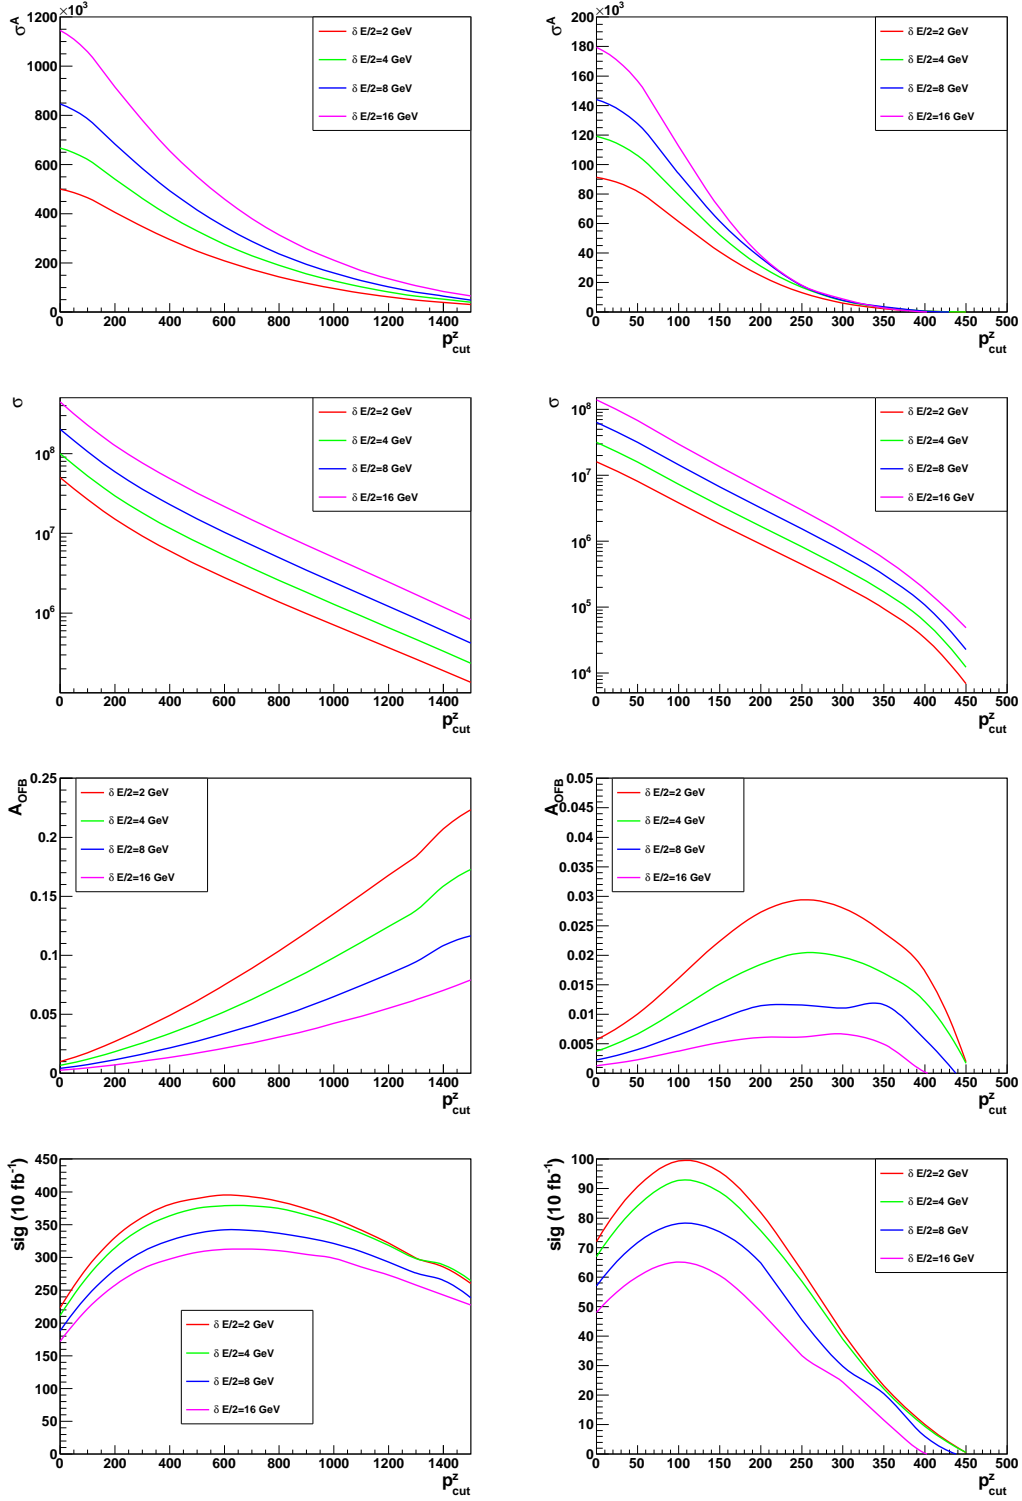 ×10³
σᴬ
1200
1000
800
600
400
200
0
0 200 400 600 800 1000 1200 1400
p^z_cut
δ E/2=2 GeV
δ E/2=4 GeV
δ E/2=8 GeV
δ E/2=16 GeV
×10³
σᴬ
200
180
160
140
120
100
80
60
40
20
0
0 50 100 150 200 250 300 350 400 450 500
p^z_cut
δ E/2=2 GeV
δ E/2=4 GeV
δ E/2=8 GeV
δ E/2=16 GeV
σ
10⁸
10⁷
10⁶
0 200 400 600 800 1000 1200 1400
p^z_cut
δ E/2=2 GeV
δ E/2=4 GeV
δ E/2=8 GeV
δ E/2=16 GeV
σ
10⁸
10⁷
10⁶
10⁵
10⁴
0 50 100 150 200 250 300 350 400 450 500
p^z_cut
δ E/2=2 GeV
δ E/2=4 GeV
δ E/2=8 GeV
δ E/2=16 GeV
A_OFB
0.25
0.2
0.15
0.1
0.05
0
0 200 400 600 800 1000 1200 1400
p^z_cut
δ E/2=2 GeV
δ E/2=4 GeV
δ E/2=8 GeV
δ E/2=16 GeV
A_OFB
0.05
0.045
0.04
0.035
0.03
0.025
0.02
0.015
0.01
0.005
0
0 50 100 150 200 250 300 350 400 450 500
p^z_cut
δ E/2=2 GeV
δ E/2=4 GeV
δ E/2=8 GeV
δ E/2=16 GeV
sig (10 fb⁻¹)
450
400
350
300
250
200
150
100
50
0
0 200 400 600 800 1000 1200 1400
p^z_cut
δ E/2=2 GeV
δ E/2=4 GeV
δ E/2=8 GeV
δ E/2=16 GeV
sig (10 fb⁻¹)
100
90
80
70
60
50
40
30
20
10
0
0 50 100 150 200 250 300 350 400 450 500
p^z_cut
δ E/2=2 GeV
δ E/2=4 GeV
δ E/2=8 GeV
δ E/2=16 GeV